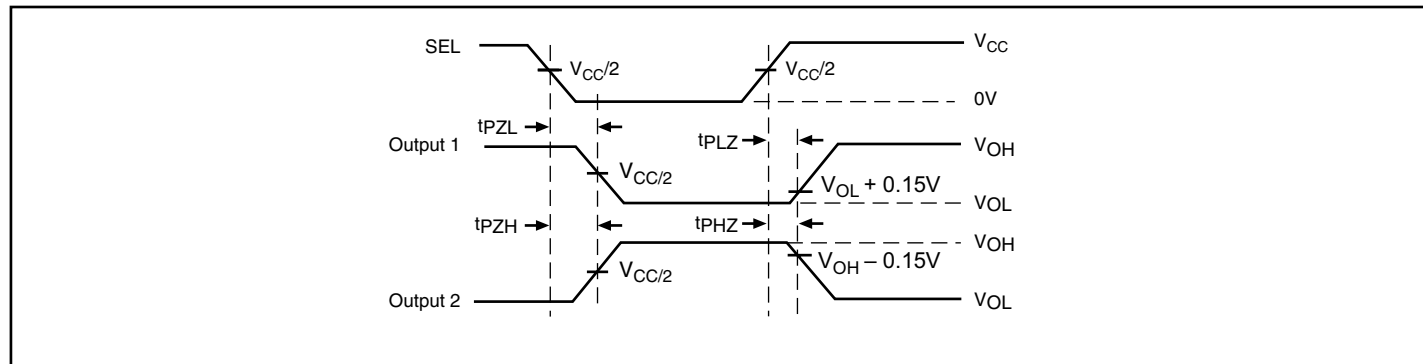 SEL
VCC/2
VCC/2
VCC
0V
tPZL
tPLZ
Output 1
VOH
VCC/2
VOL + 0.15V
VOL
tPZH
tPHZ
VOH
VCC/2
VOH – 0.15V
Output 2
VOL